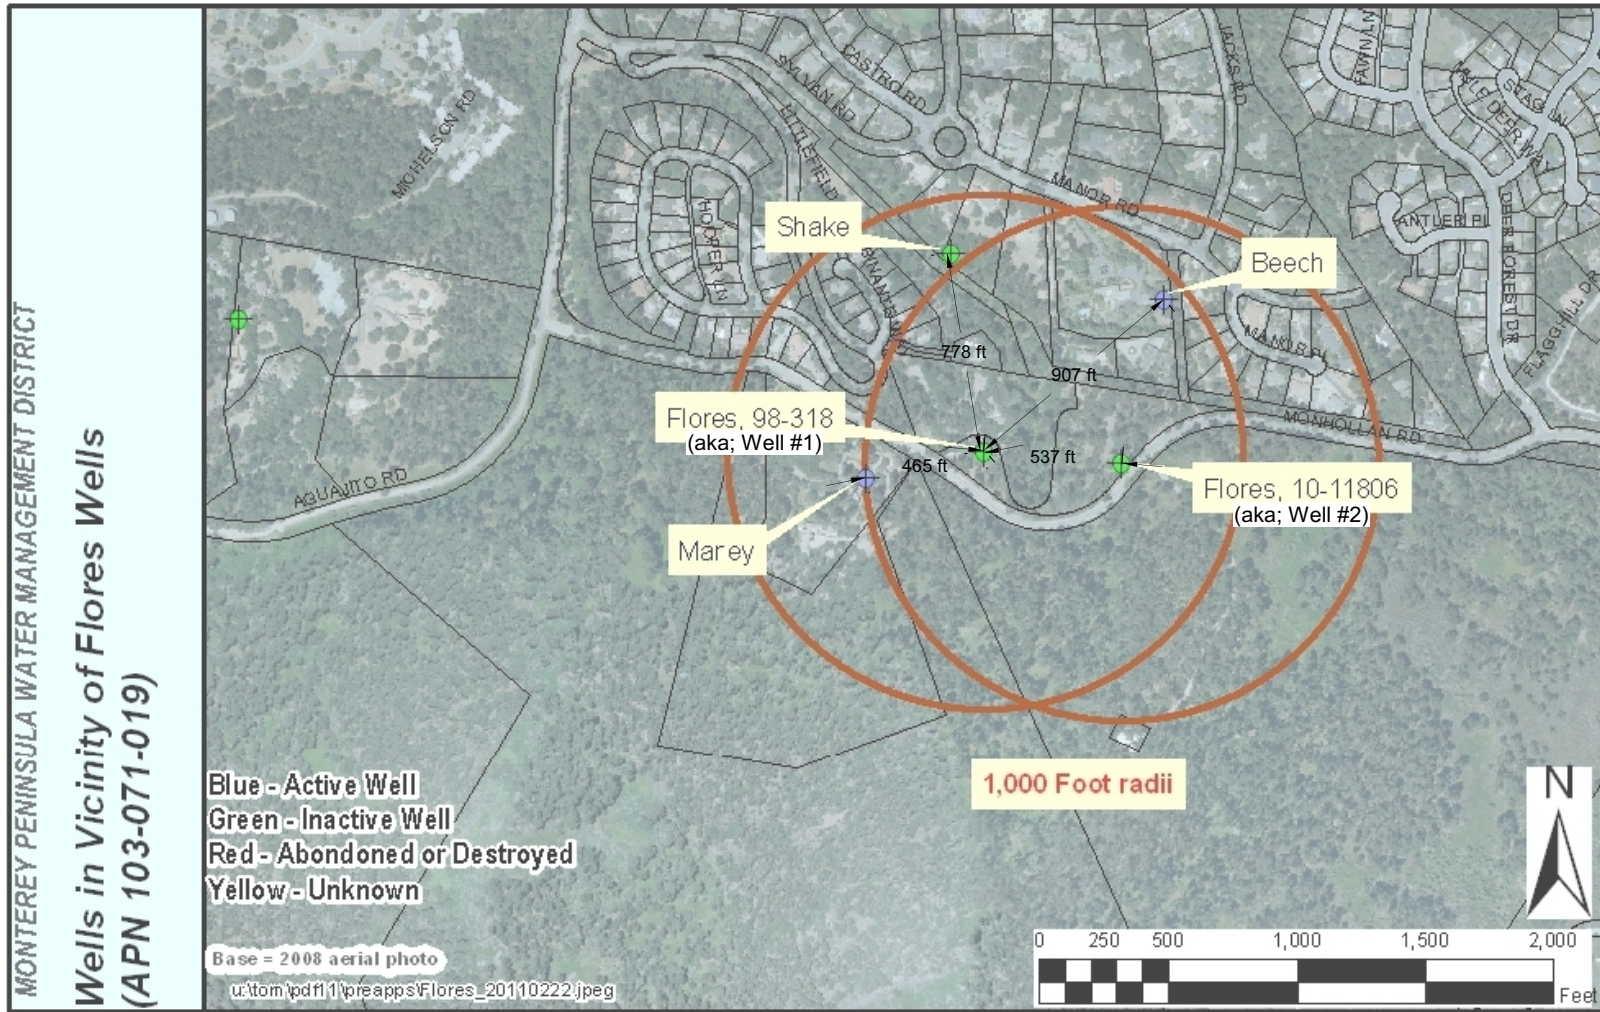 MONTEREY PENINSULA WATER MANAGEMENT DISTRICT
Wells in Vicinity of Flores Wells
(APN 103-071-019)
MICHELSON RD
SYLVAN RD
CASTRO RD
LITTLEFIELD
JACKS RD
FAWN LN
STAG LN
MULE DEER WAY
MANOR RD
ANTLER PL
DEER FOREST DR
FLAGG HILL DR
HOOPER LN
Shake
Beech
MANOR PL
778 ft
907 ft
Flores, 98-318
(aka; Well #1)
MONHOLLAN RD
465 ft
537 ft
AGUAJITO RD
Flores, 10-11806
(aka; Well #2)
Marey
1,000 Foot radii
Blue - Active Well
Green - Inactive Well
Red - Abondoned or Destroyed
Yellow - Unknown
Base = 2008 aerial photo
u:\tom\pdf11\preapps\Flores_20110222.jpeg
N
0 250 500 1,000 1,500 2,000
Feet